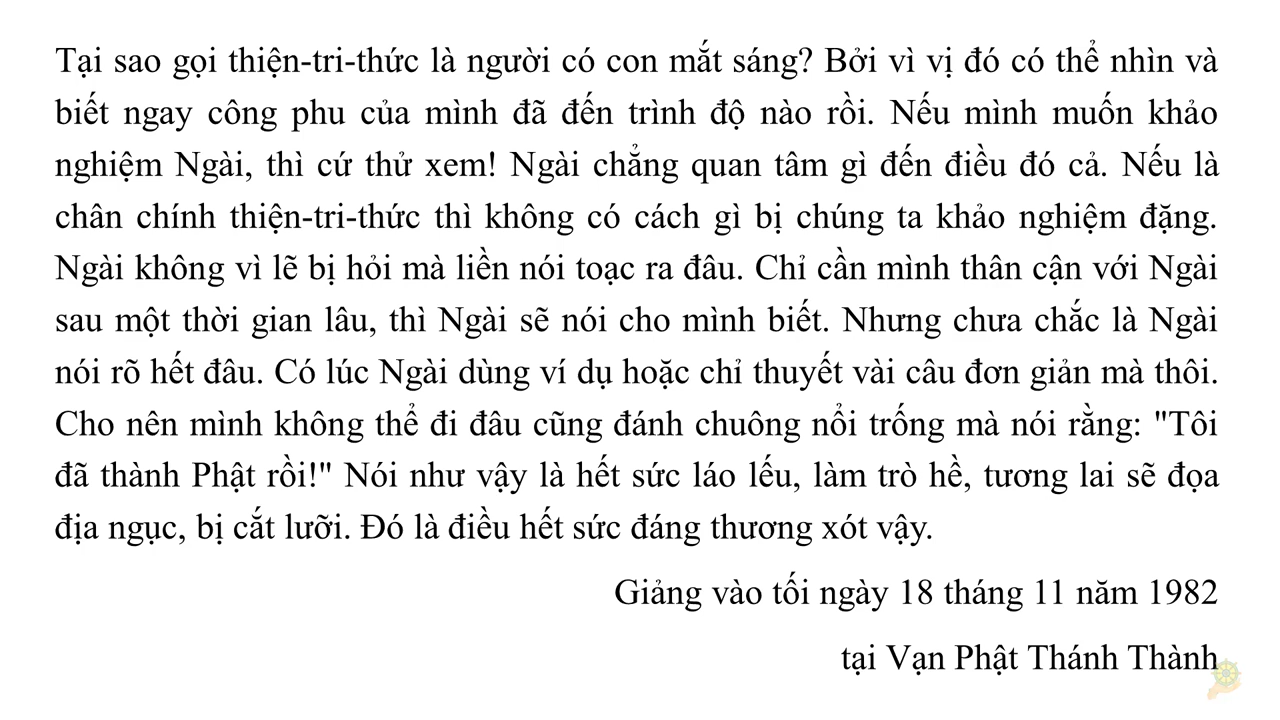 Tại sao gọi thiện-tri-thức là người có con mắt sáng? Bởi vì vị đó có thể nhìn và
biết ngay công phu của mình đã đến trình độ nào rồi. Nếu mình muốn khảo
nghiệm Ngài, thì cứ thử xem! Ngài chẳng quan tâm gì đến điều đó cả. Nếu là
chân chính thiện-tri-thức thì không có cách gì bị chúng ta khảo nghiệm đặng.
Ngài không vì lẽ bị hỏi mà liền nói toạc ra đâu. Chỉ cần mình thân cận với Ngài
sau một thời gian lâu, thì Ngài sẽ nói cho mình biết. Nhưng chưa chắc là Ngài
nói rõ hết đâu. Có lúc Ngài dùng ví dụ hoặc chỉ thuyết vài câu đơn giản mà thôi.
Cho nên mình không thể đi đâu cũng đánh chuông nổi trống mà nói rằng: "Tôi
đã thành Phật rồi!" Nói như vậy là hết sức láo lếu, làm trò hề, tương lai sẽ đọa
địa ngục, bị cắt lưỡi. Đó là điều hết sức đáng thương xót vậy.
Giảng vào tối ngày 18 tháng 11 năm 1982
tại Vạn Phật Thánh Thành